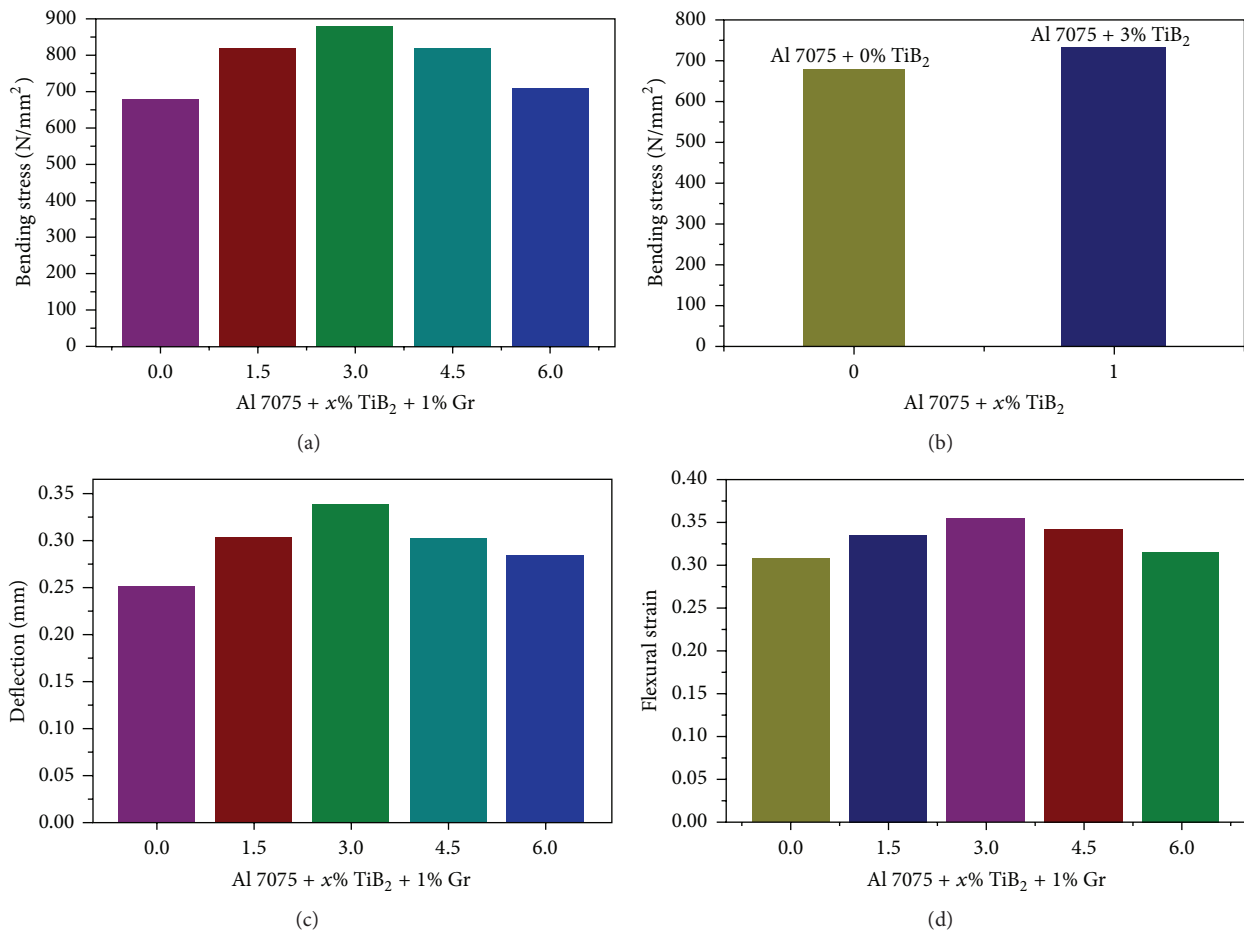 900
800
700
600
500
400
300
200
100
0
Bending stress (N/mm²)
0.0 1.5 3.0 4.5 6.0
Al 7075 + x% TiB₂ + 1% Gr
(a)
800
700
600
500
400
300
200
100
0
Bending stress (N/mm²)
Al 7075 + 0% TiB₂
Al 7075 + 3% TiB₂
0 1
Al 7075 + x% TiB₂
(b)
0.35
0.30
0.25
0.20
0.15
0.10
0.05
0.00
Deflection (mm)
0.0 1.5 3.0 4.5 6.0
Al 7075 + x% TiB₂ + 1% Gr
(c)
0.40
0.35
0.30
0.25
0.20
0.15
0.10
0.05
0.00
Flexural strain
0.0 1.5 3.0 4.5 6.0
Al 7075 + x% TiB₂ + 1% Gr
(d)